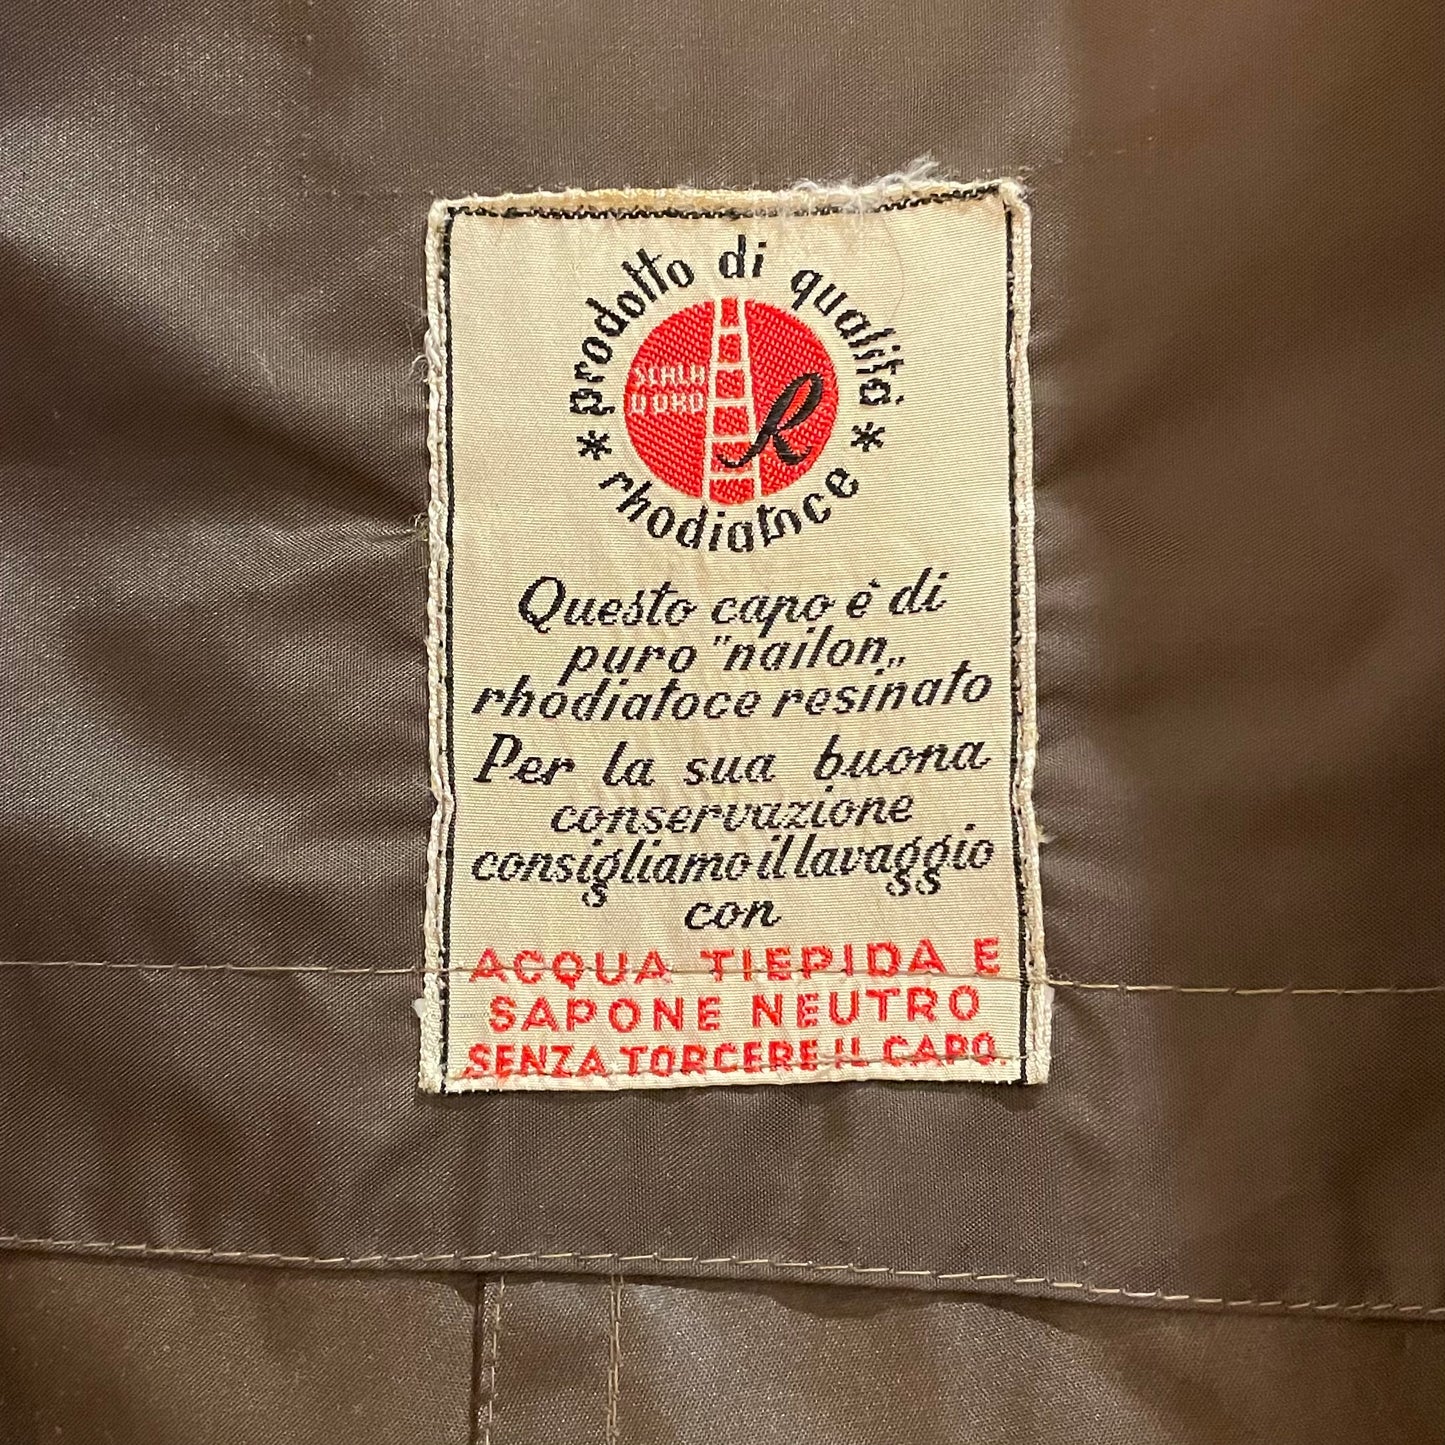 prodotto di qualità
SCALA
D'ORO
R
* rhodiatoce *
Questo capo è di
puro "nailon„
rhodiatoce resinato
Per la sua buona
conservazione
consigliamo il lavaggio
con
ACQUA TIEPIDA E
SAPONE NEUTRO
SENZA TORCERE IL CAPO.